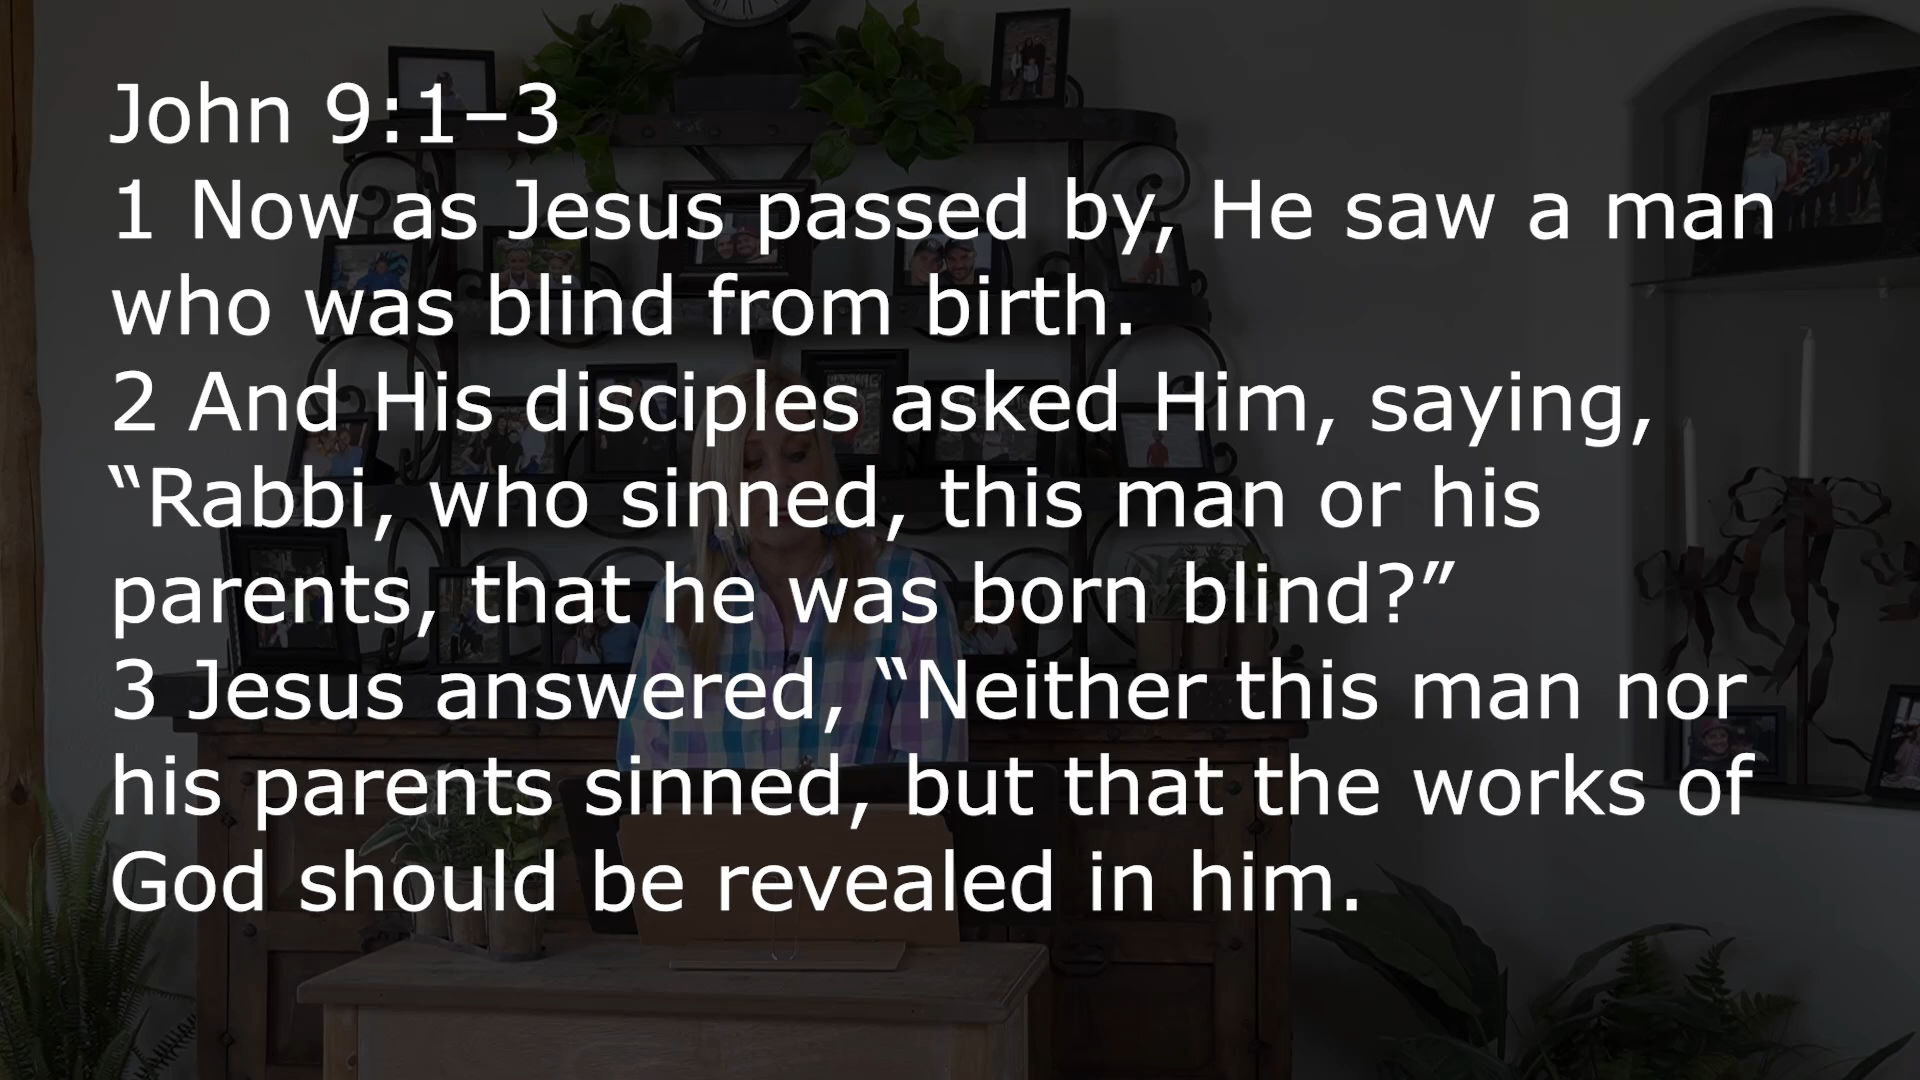 John 9:1–3
1 Now as Jesus passed by, He saw a man
who was blind from birth.
2 And His disciples asked Him, saying,
“Rabbi, who sinned, this man or his
parents, that he was born blind?”
3 Jesus answered, “Neither this man nor
his parents sinned, but that the works of
God should be revealed in him.